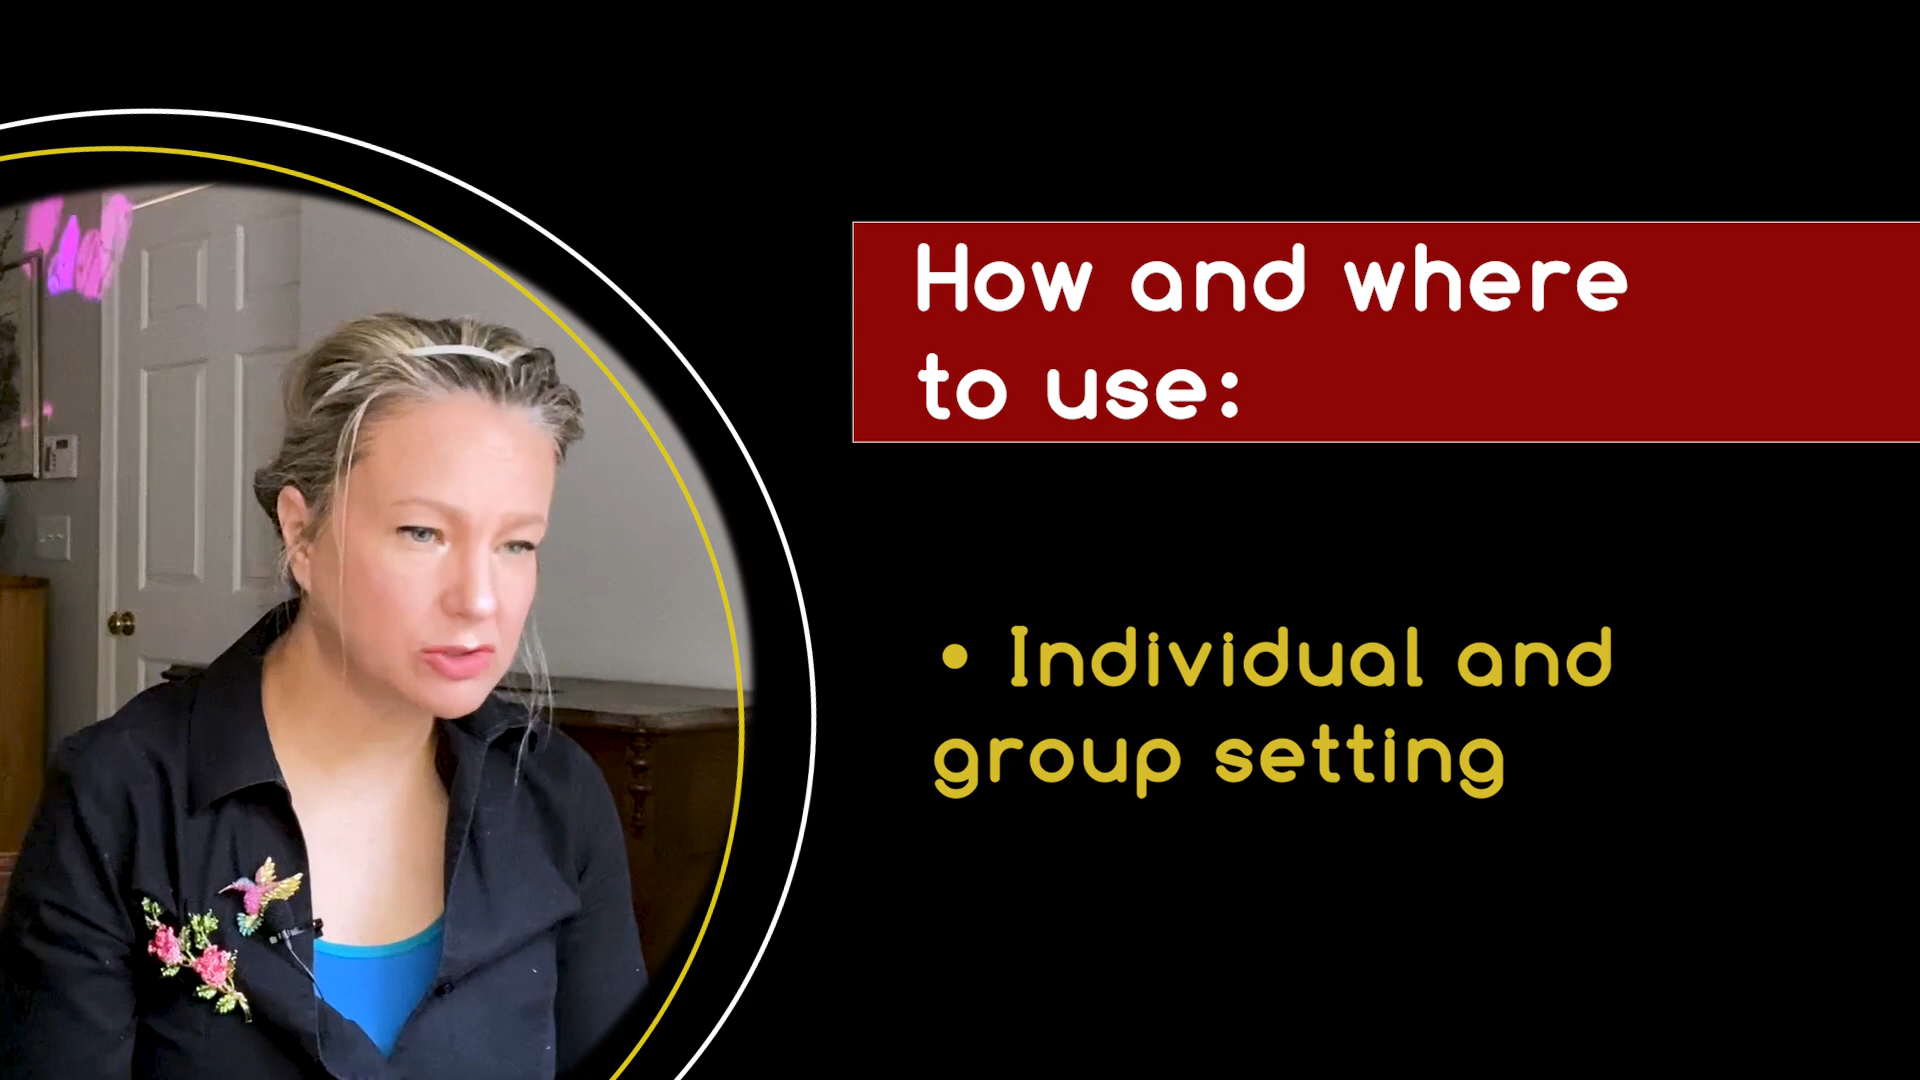 How and where
to use:
• Individual and
group setting